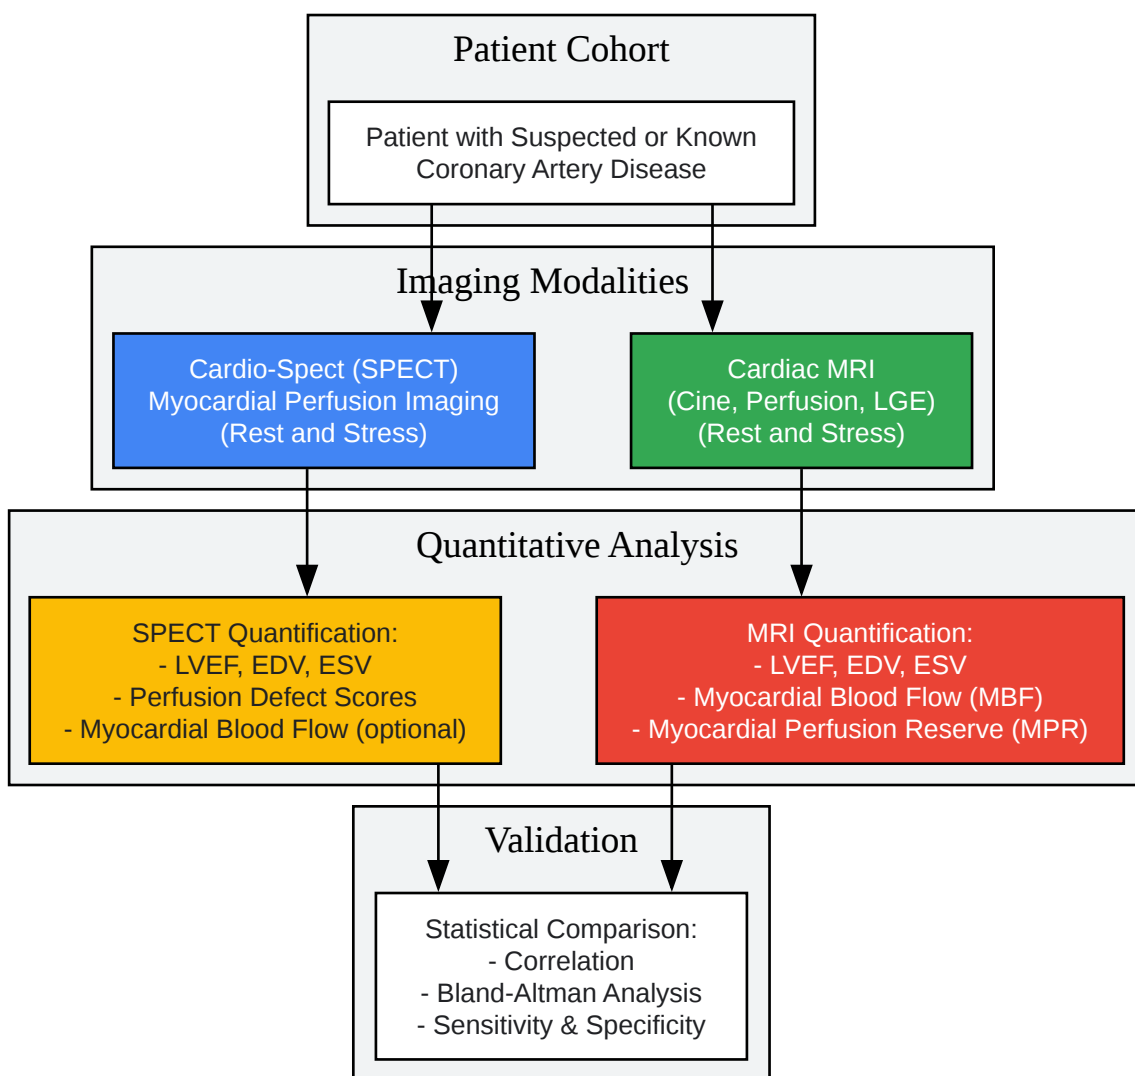 Patient Cohort
Patient with Suspected or Known
Coronary Artery Disease
Imaging Modalities
Cardio-Spect (SPECT)
Myocardial Perfusion Imaging
(Rest and Stress)
Cardiac MRI
(Cine, Perfusion, LGE)
(Rest and Stress)
Quantitative Analysis
SPECT Quantification:
- LVEF, EDV, ESV
- Perfusion Defect Scores
- Myocardial Blood Flow (optional)
MRI Quantification:
- LVEF, EDV, ESV
- Myocardial Blood Flow (MBF)
- Myocardial Perfusion Reserve (MPR)
Validation
Statistical Comparison:
- Correlation
- Bland-Altman Analysis
- Sensitivity & Specificity